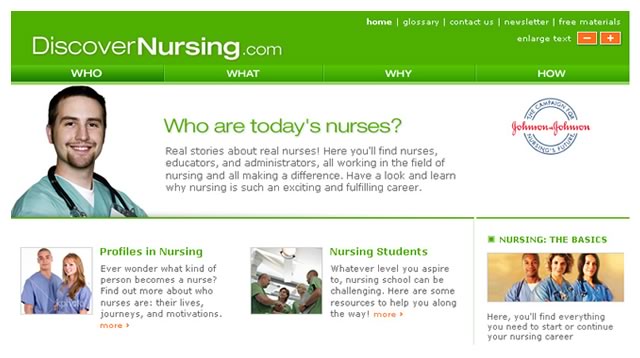 home | glossary | contact us | newsletter | free materials
DiscoverNursing.com
enlarge text - +
WHO WHAT WHY HOW
Who are today's nurses?
Real stories about real nurses! Here you'll find nurses,
educators, and administrators, all working in the field of
nursing and all making a difference. Have a look and learn
why nursing is such an exciting and fulfilling career.
THE CAMPAIGN FOR
Johnson & Johnson
NURSING'S FUTURE
Profiles in Nursing
Ever wonder what kind of
person becomes a nurse?
Find out more about who
nurses are: their lives,
journeys, and motivations.
more ›
Nursing Students
Whatever level you aspire
to, nursing school can be
challenging. Here are some
resources to help you along
the way! more ›
NURSING: THE BASICS
Here, you'll find everything
you need to start or continue
your nursing career